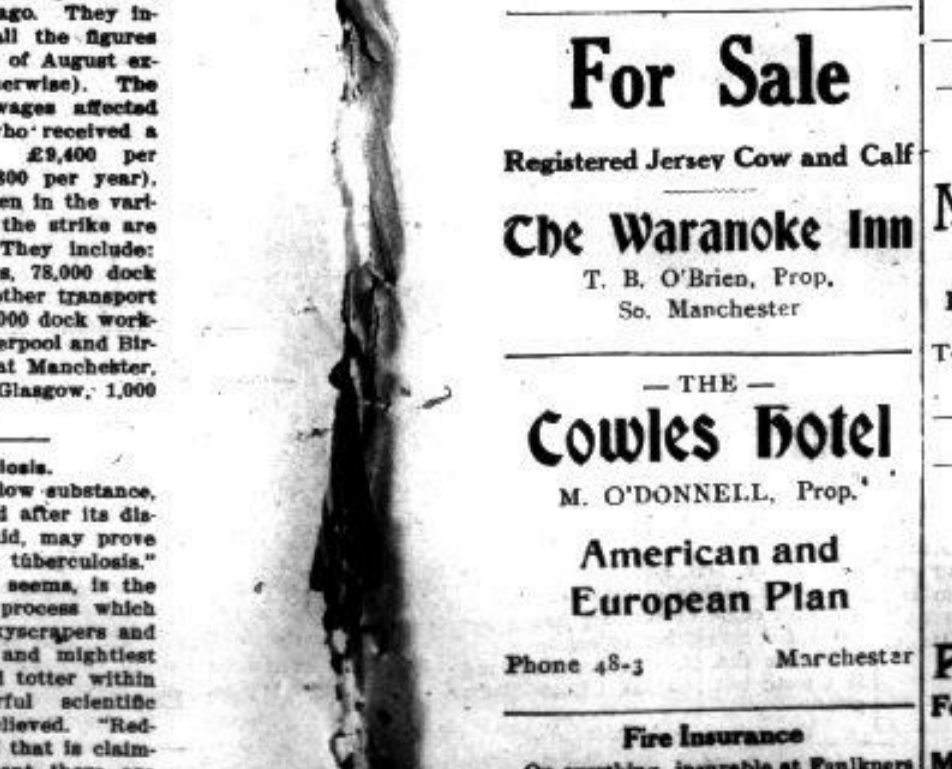 ago. They in-
all the figures
of August ex-
erwise). The
wages affected
who received a
£9,400 per
300 per year),
en in the vari-
the strike are
They include:
s, 78,000 dock
other transport
000 dock work-
erpool and Bir-
at Manchester,
Glasgow, 1,000
losis.
low substance,
d after its dis-
id, may prove
tuberculosis."
seems, is the
process which
kyscrapers and
and mightiest
l totter within
rful scientific
lieved. "Red-
that is claim-
For Sale
Registered Jersey Cow and Calf
The Waranoke Inn
T. B. O'Brien, Prop.
So. Manchester
— THE —
Cowles Hotel
M. O'DONNELL, Prop.
American and
European Plan
Phone 48-3 Manchester
Fire Insurance
On anything insurable at Faulkners